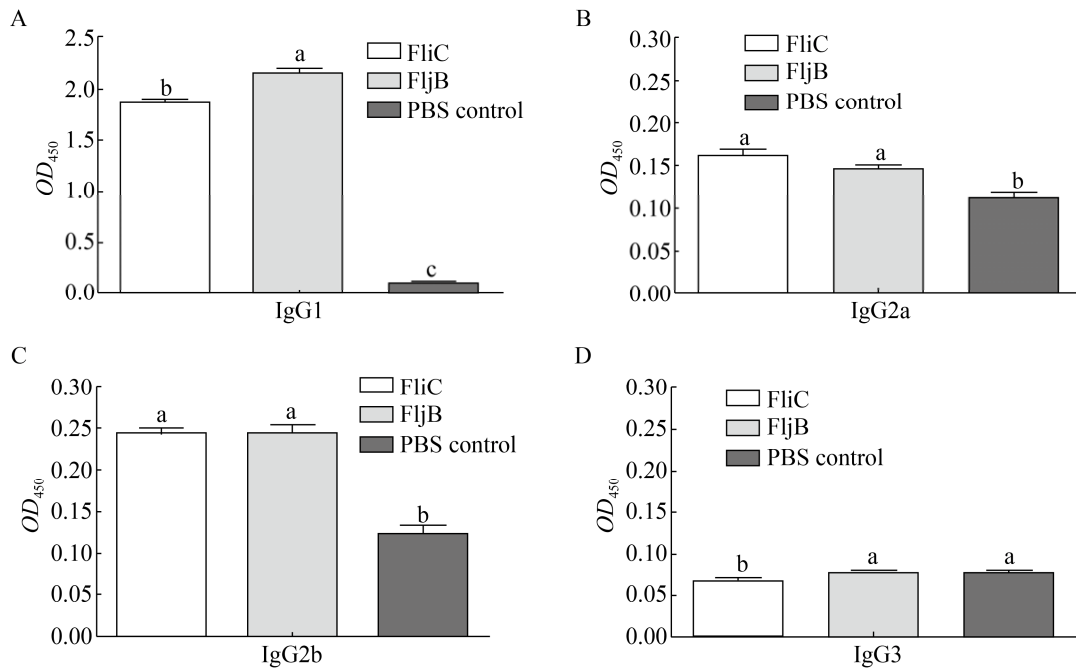 A
OD450
2.5
2.0
1.5
1.0
0.5
0.0
b
a
c
FliC
FljB
PBS control
IgG1
B
OD450
0.30
0.25
0.20
0.15
0.10
0.05
0.00
a
a
b
FliC
FljB
PBS control
IgG2a
C
OD450
0.30
0.25
0.20
0.15
0.10
0.05
0.00
a
a
b
FliC
FljB
PBS control
IgG2b
D
OD450
0.30
0.25
0.20
0.15
0.10
0.05
0.00
b
a
a
FliC
FljB
PBS control
IgG3